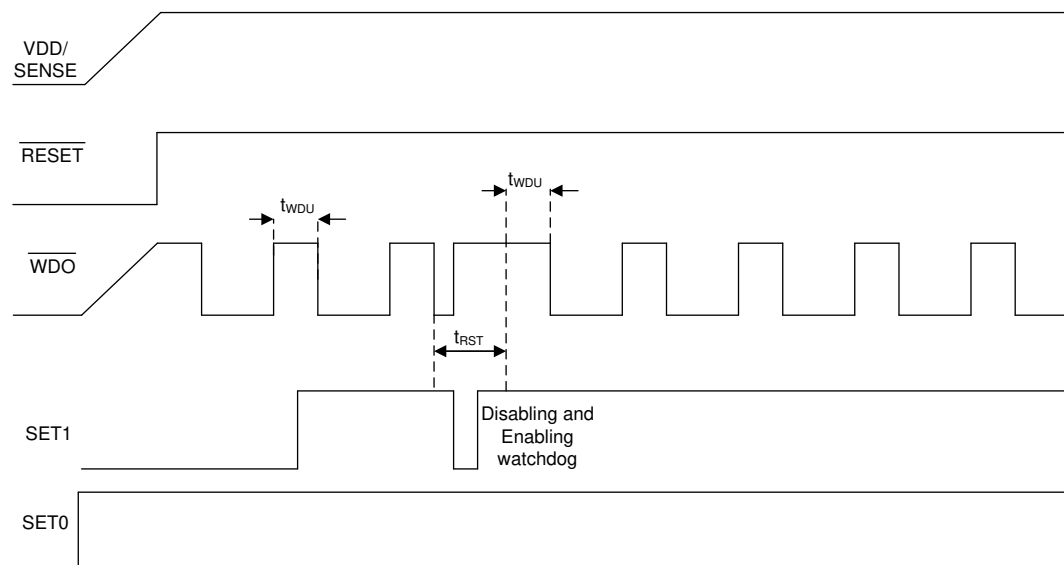 VDD/
SENSE
RESET
tWDU
tWDU
WDO
tRST
SET1
Disabling and
Enabling
watchdog
SET0